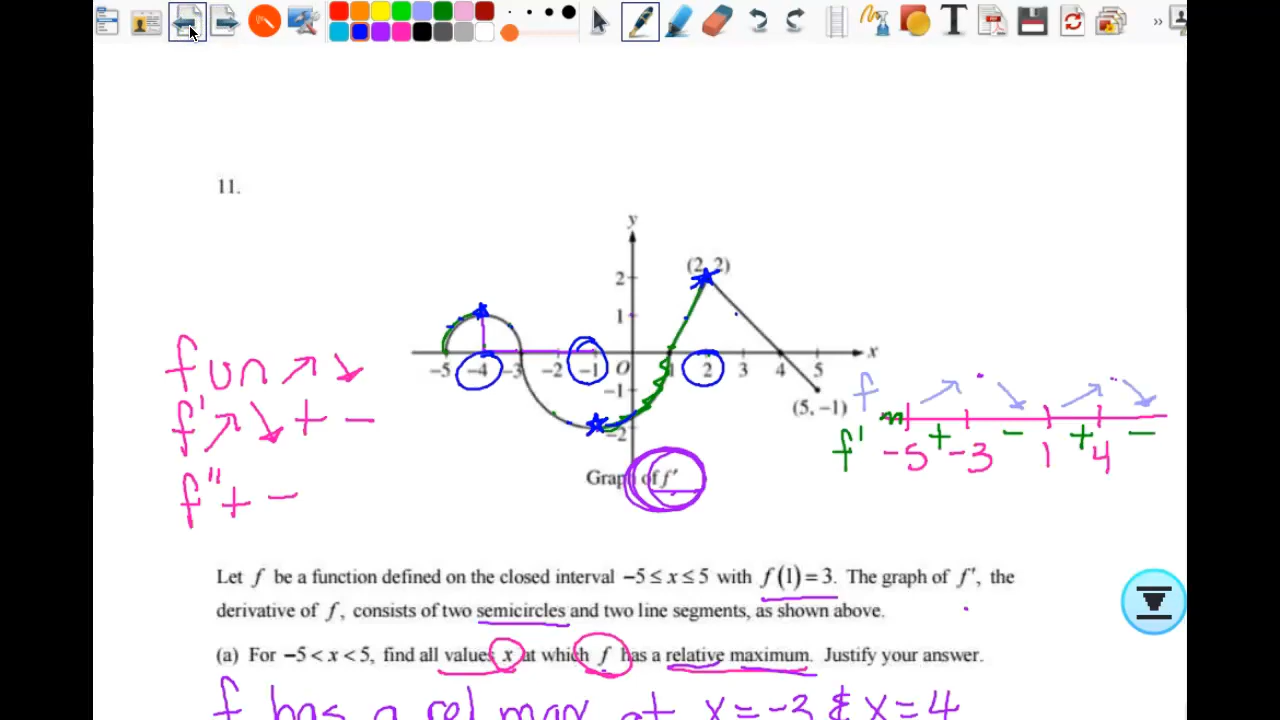 11.
y
(2, 2)
2
1
-5 -4 -3 -2 -1 O 1 2 3 4 5 x
-1
-2
(5, -1)
Graph of f'
fun ↗ ↘
f' ↗ ↘ + -
f" + -
f ↗ ↘ ↗ ↘
f' + - + -
-5 -3 1 4
Let f be a function defined on the closed interval -5 ≤ x ≤ 5 with f(1) = 3. The graph of f', the
derivative of f, consists of two semicircles and two line segments, as shown above.
(a) For -5 < x < 5, find all values x at which f has a relative maximum. Justify your answer.
f has a rel max at x = -3 & x = 4